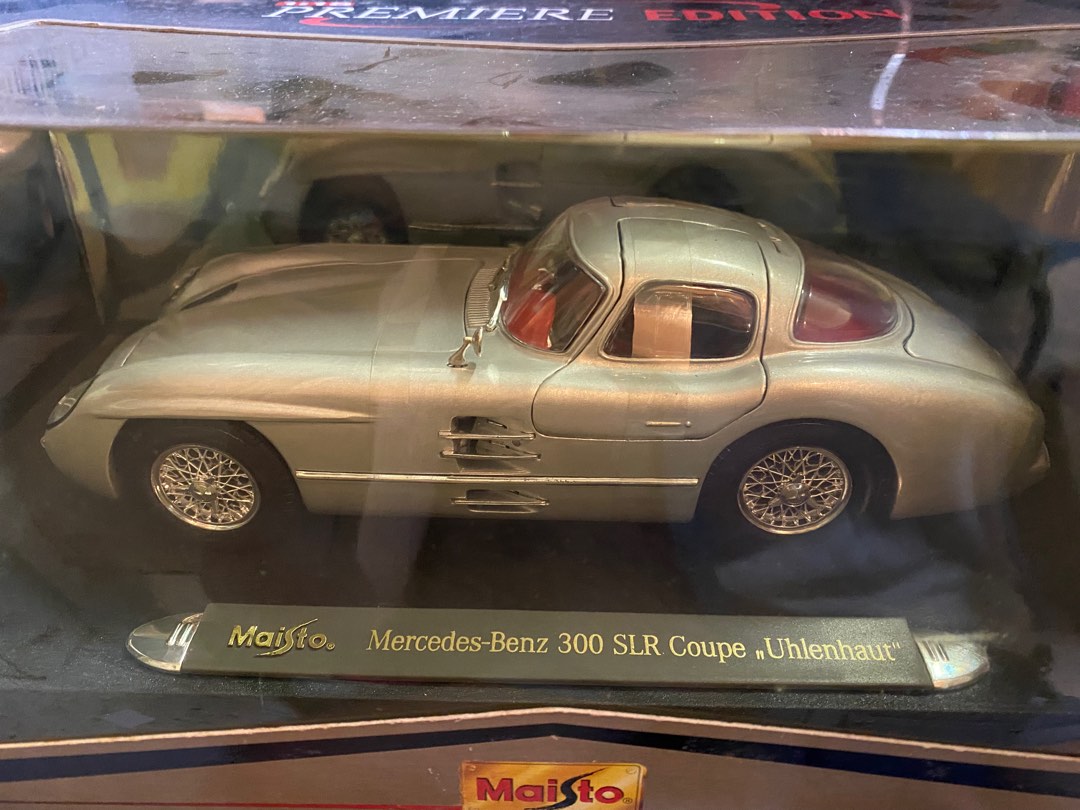 PREMIERE EDITION
Maisto® Mercedes-Benz 300 SLR Coupe „Uhlenhaut"
Maisto®